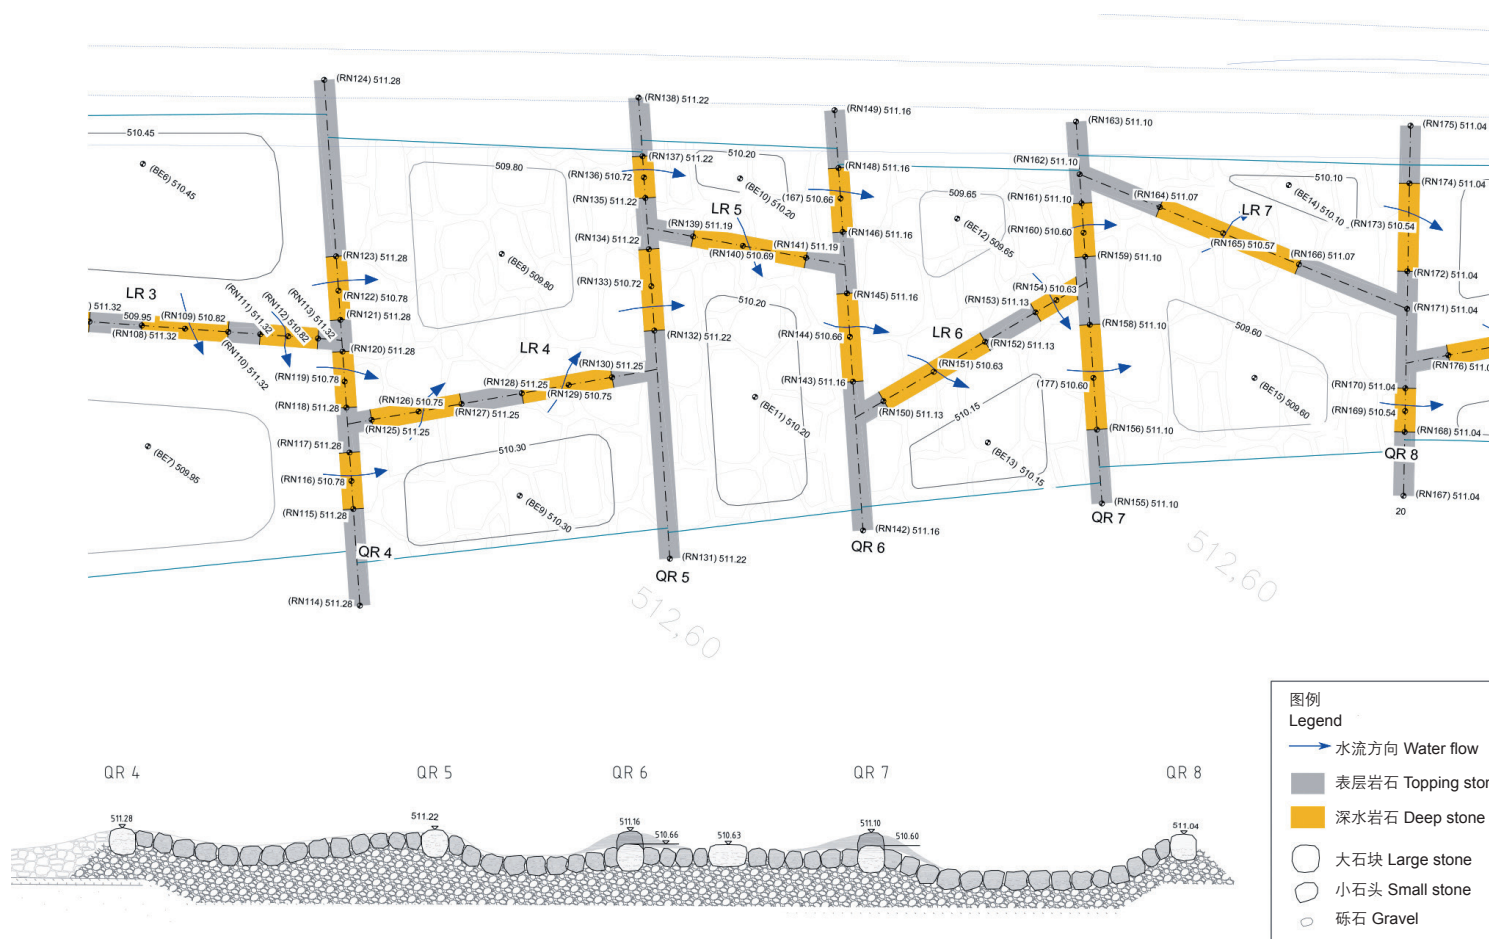 (RN124) 511.28
(RN138) 511.22
(RN149) 511.16
(RN163) 511.10
(RN175) 511.04
510.45
(BE6) 510.45
509.80
(RN137) 511.22
(RN136) 510.72
(RN135) 511.22
510.20
(BE10) 510.20
(RN148) 511.16
(167) 510.66
(RN162) 511.10
509.65
(BE12) 509.65
(RN161) 511.10
(RN160) 510.60
(RN159) 511.10
(RN164) 511.07
LR 7
510.10
(BE14) 510.10
(RN174) 511.04
(RN173) 510.54
(RN165) 510.57
(RN166) 511.07
(RN172) 511.04
(RN171) 511.04
LR 5
(RN139) 511.19
(RN140) 510.69
(RN141) 511.19
(RN146) 511.16
(RN134) 511.22
(RN133) 510.72
(RN132) 511.22
(BE8) 509.80
(RN123) 511.28
(RN122) 510.78
(RN121) 511.28
(RN120) 511.28
(RN119) 510.78
(RN118) 511.28
LR 3
) 511.32
509.95
(RN108) 511.32
(RN109) 510.82
(RN110) 511.32
(RN111) 511.32
(RN112) 510.82
(RN113) 511.32
LR 4
(RN125) 511.25
(RN126) 510.75
(RN127) 511.25
(RN128) 511.25
(RN129) 510.75
(RN130) 511.25
510.20
(BE11) 510.20
(RN145) 511.16
(RN144) 510.66
(RN143) 511.16
LR 6
(RN150) 511.13
(RN151) 510.63
(RN152) 511.13
(RN153) 511.13
(RN154) 510.63
(RN158) 511.10
(177) 510.60
(RN156) 511.10
509.60
(BE15) 509.60
(RN176) 511.0
(RN170) 511.04
(RN169) 510.54
(RN168) 511.04
QR 8
(RN167) 511.04
20
(RN117) 511.28
(RN116) 510.78
(RN115) 511.28
(BE7) 509.95
510.30
(BE9) 510.30
510.15
(BE13) 510.15
QR 4
(RN114) 511.28
(RN131) 511.22
QR 5
(RN142) 511.16
QR 6
(RN155) 511.10
QR 7
512,60
512,60
QR 4
QR 5
QR 6
QR 7
QR 8
511.28
511.22
511.16
510.66
510.63
511.10
510.60
511.04
图例
Legend
水流方向 Water flow
表层岩石 Topping ston
深水岩石 Deep stone
大石块 Large stone
小石头 Small stone
砾石 Gravel